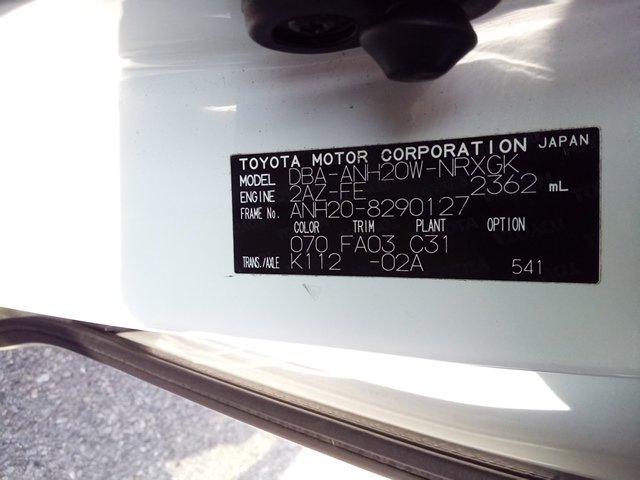 TOYOTA MOTOR CORPORATION JAPAN
MODEL DBA-ANH20W-NRXGK
ENGINE 2AZ-FE 2362 mL
FRAME No. ANH20-8290127
COLOR TRIM PLANT OPTION
070 FA03 C31
TRANS./AXLE K112 -02A 541